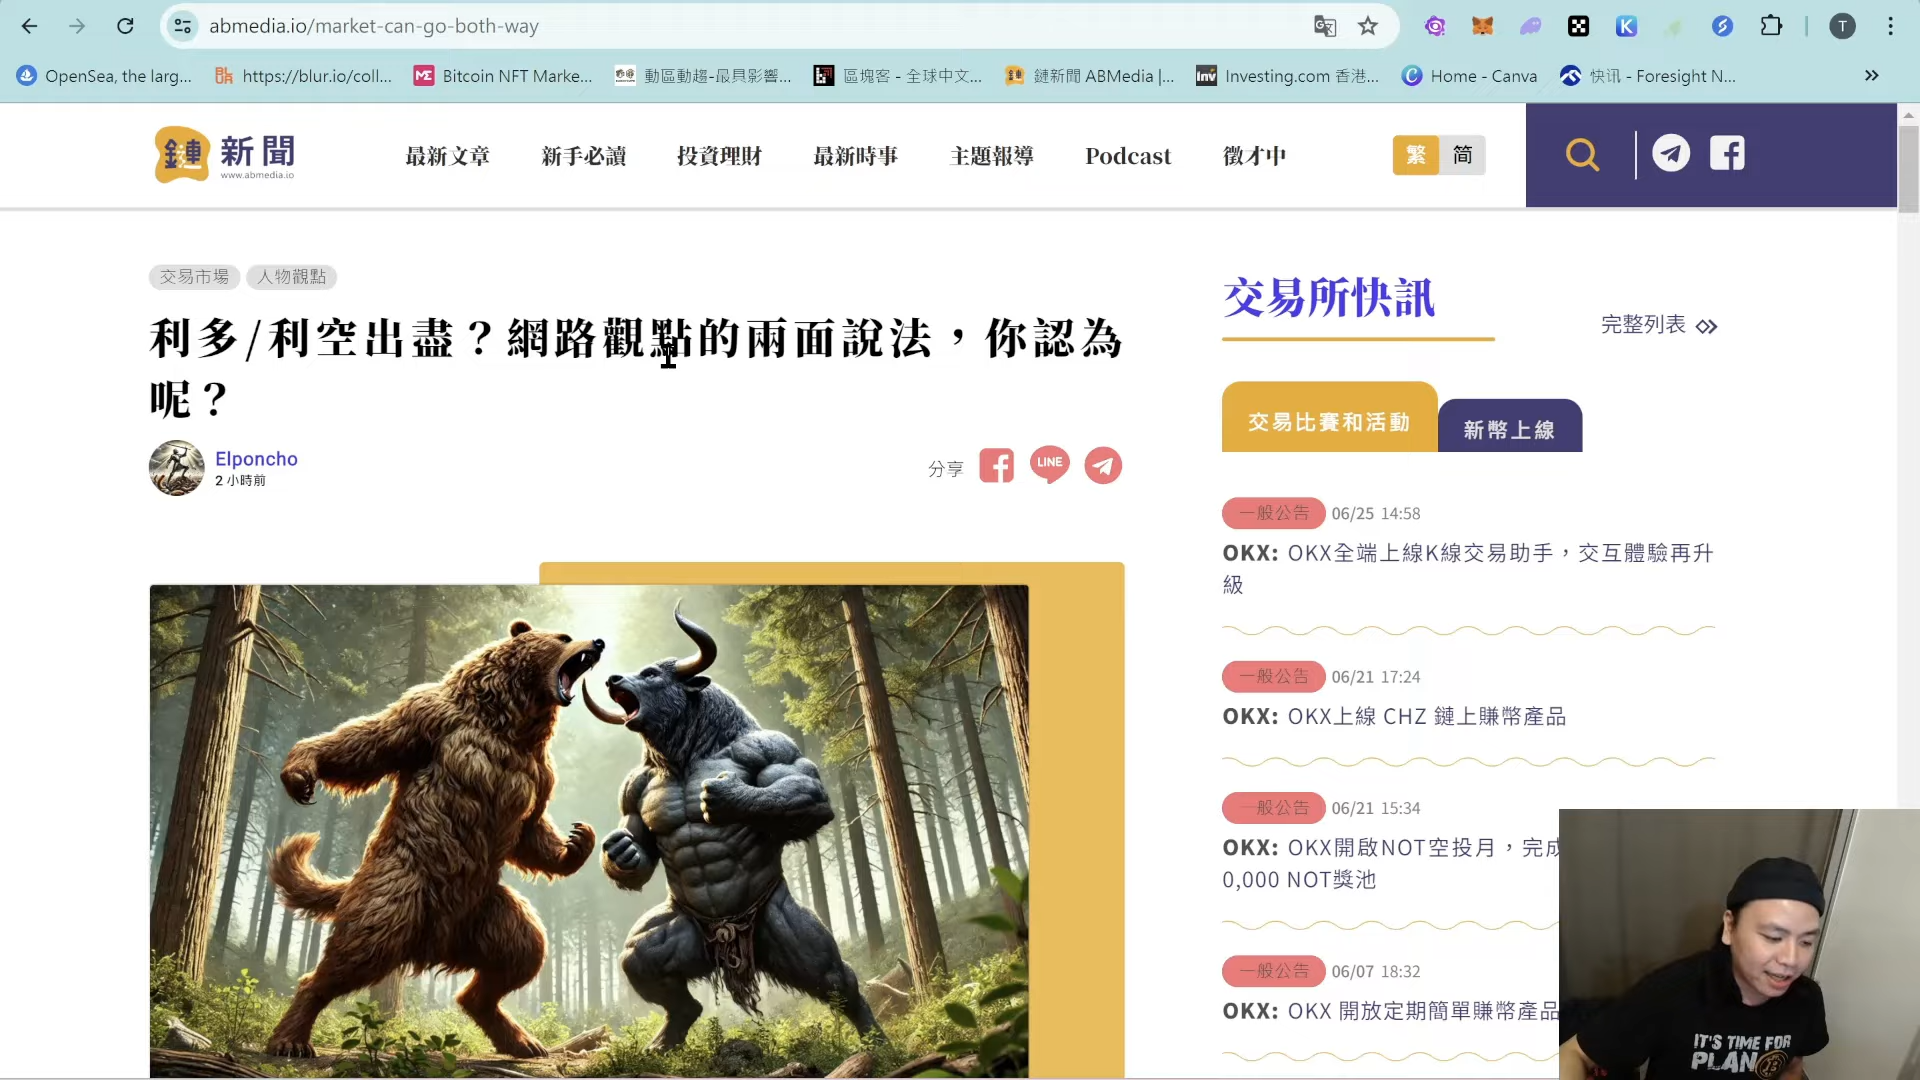 abmedia.io/market-can-go-both-way
T
OpenSea, the larg...
https://blur.io/coll...
Bitcoin NFT Marke...
動區動趨-最具影響...
區塊客 - 全球中文...
鏈新聞 ABMedia |...
Investing.com 香港...
Home - Canva
快讯 - Foresight N...
鏈新聞
www.abmedia.io
最新文章
新手必讀
投資理財
最新時事
主題報導
Podcast
徵才中
繁
简
交易市場
人物觀點
利多/利空出盡？網路觀點的兩面說法，你認為
呢？
Elponcho
2 小時前
分享
LINE
交易所快訊
完整列表
交易比賽和活動
新幣上線
一般公告 06/25 14:58
OKX: OKX全端上線K線交易助手，交互體驗再升
級
一般公告 06/21 17:24
OKX: OKX上線 CHZ 鏈上賺幣產品
一般公告 06/21 15:34
OKX: OKX開啟NOT空投月，完成
0,000 NOT獎池
一般公告 06/07 18:32
OKX: OKX 開放定期簡單賺幣產品
IT'S TIME FOR
PLAN B